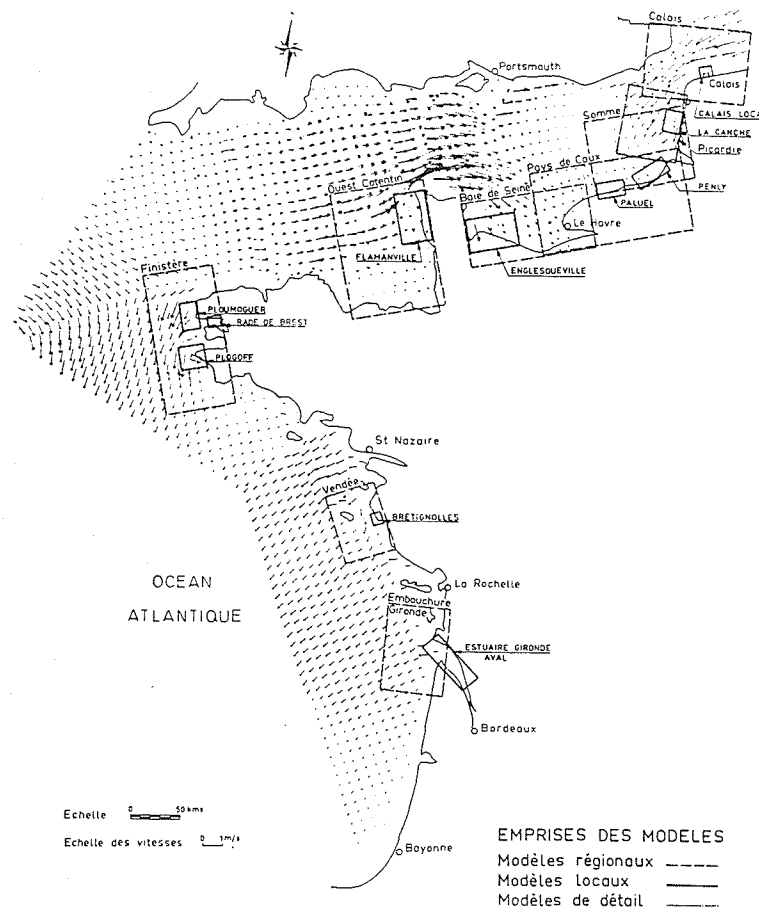 Calais
Portsmouth
Calais
CALAIS LOCA
Somme
LA CANCHE
Picardie
Ouest Cotentin
Pays de Caux
Baie de Seine
PENLY
PALUEL
Le Havre
FLAMANVILLE
ENGLESQUEVILLE
Finistère
PLOUMOGUER
RADE DE BREST
PLOGOFF
St Nazaire
Vendée
BRETIGNOLLES
OCEAN
ATLANTIQUE
La Rochelle
Embouchure
Gironde
ESTUAIRE GIRONDE
AVAL
Bordeaux
Echelle 0 50 kms
Echelle des vitesses 0 1m/s
Bayonne
EMPRISES DES MODELES
Modèles régionaux
Modèles locaux
Modèles de détail